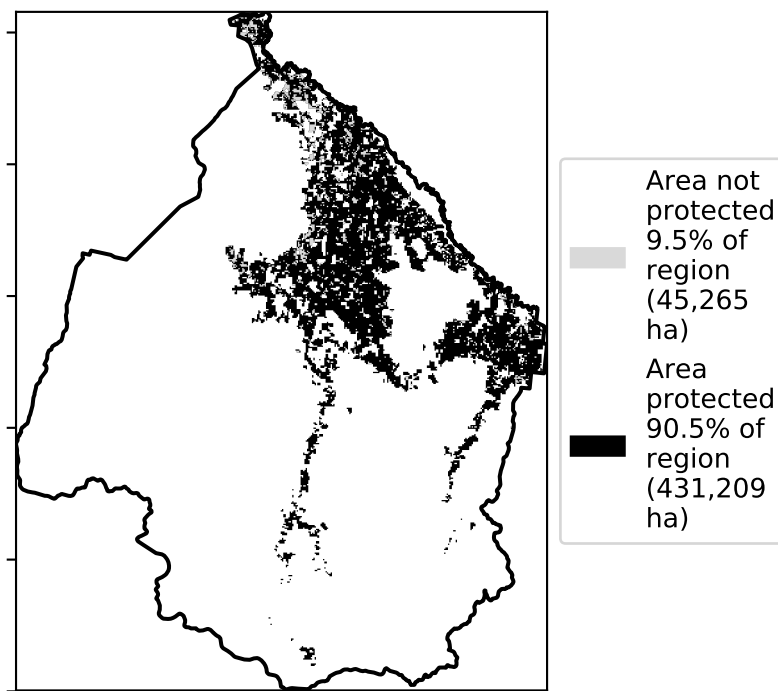 Area not
protected
9.5% of
region
(45,265
ha)
Area
protected
90.5% of
region
(431,209
ha)